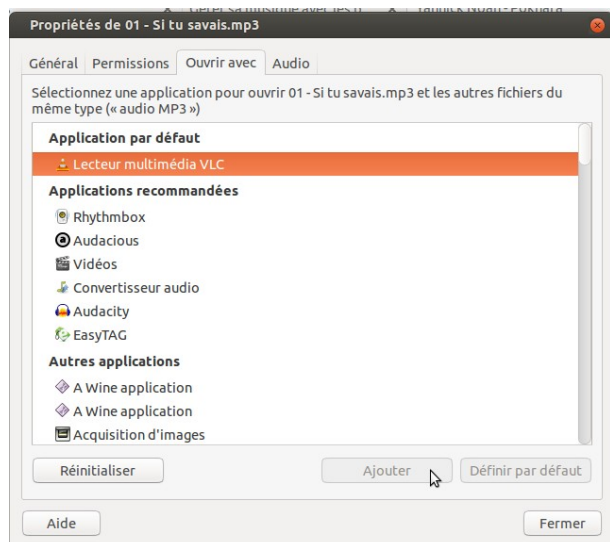 Propriétés de 01 - Si tu savais.mp3
Général Permissions Ouvrir avec Audio
Sélectionnez une application pour ouvrir 01 - Si tu savais.mp3 et les autres fichiers du
même type (« audio MP3 »)
Application par défaut
Lecteur multimédia VLC
Applications recommandées
Rhythmbox
Audacious
Vidéos
Convertisseur audio
Audacity
EasyTAG
Autres applications
A Wine application
A Wine application
Acquisition d'images
Réinitialiser Ajouter Définir par défaut
Aide Fermer